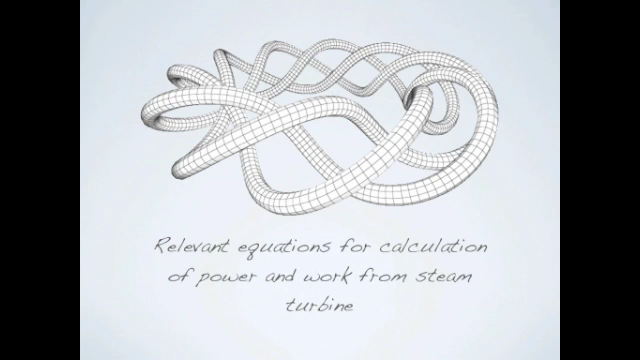 Relevant equations for calculation
of power and work from steam
turbine